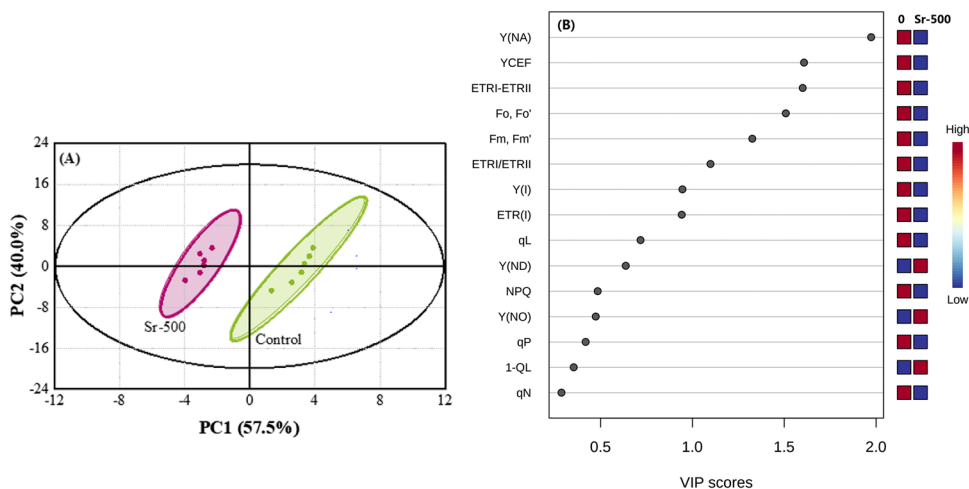 (A)
24
16
8
0
-8
-16
-24
-12
-8
-4
0
4
8
12
PC2 (40.0%)
PC1 (57.5%)
Sr-500
Control
(B)
0 Sr-500
Y(NA)
YCEF
ETRI-ETRII
Fo, Fo'
Fm, Fm'
ETRI/ETRII
Y(I)
ETR(I)
qL
Y(ND)
NPQ
Y(NO)
qP
1-QL
qN
0.5
1.0
1.5
2.0
VIP scores
High
Low